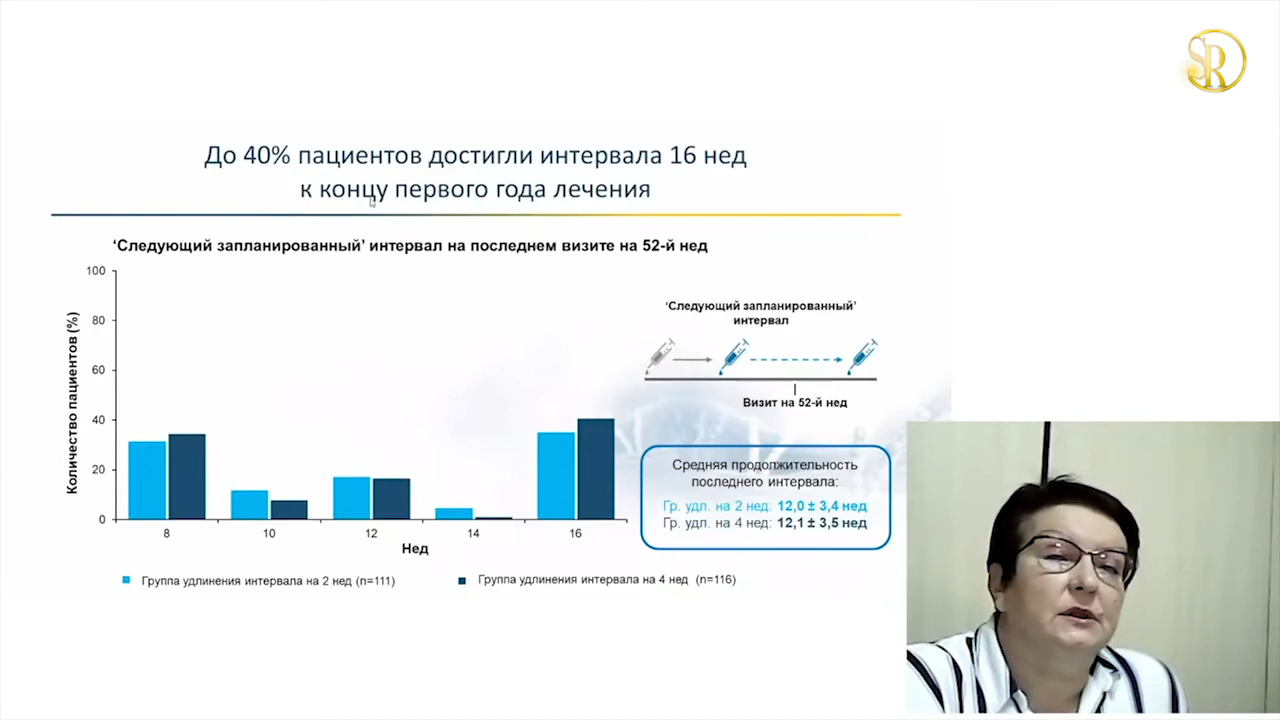 SR
До 40% пациентов достигли интервала 16 нед
к концу первого года лечения
‘Следующий запланированный’ интервал на последнем визите на 52-й нед
Количество пациентов (%)
100
80
60
40
20
0
8
10
12
14
16
Нед
Группа удлинения интервала на 2 нед (n=111)
Группа удлинения интервала на 4 нед (n=116)
‘Следующий запланированный’
интервал
Визит на 52-й нед
Средняя продолжительность
последнего интервала:
Гр. удл. на 2 нед: 12,0 ± 3,4 нед
Гр. удл. на 4 нед: 12,1 ± 3,5 нед